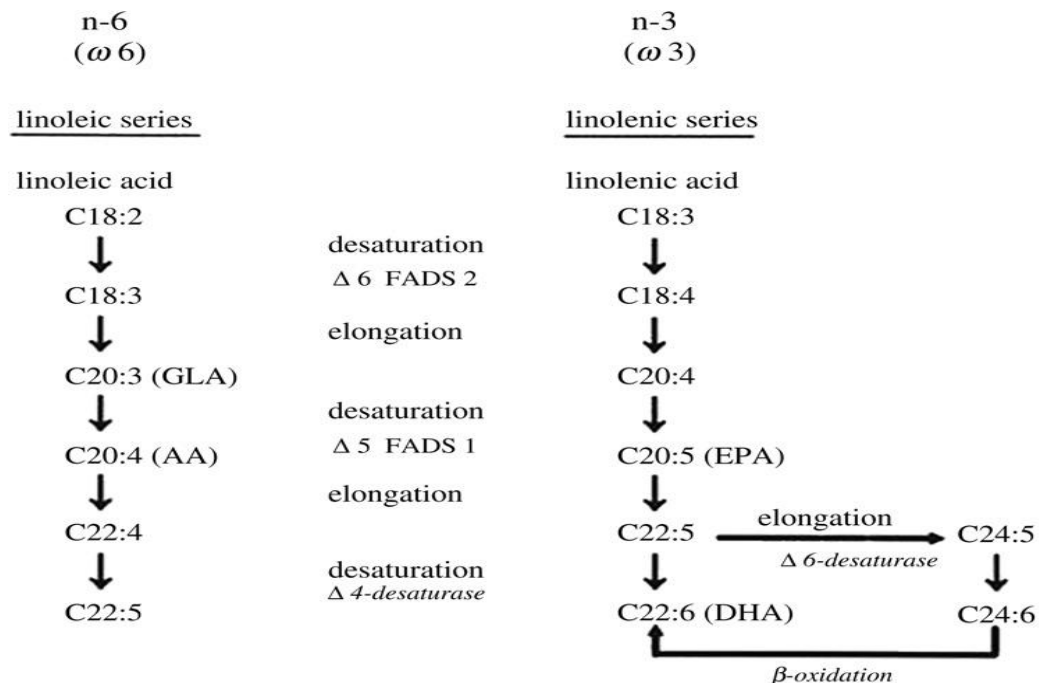 n-6
(ω 6)
n-3
(ω 3)
linoleic series
linolenic series
linoleic acid
linolenic acid
C18:2
C18:3
desaturation
Δ 6 FADS 2
C18:3
C18:4
elongation
C20:3 (GLA)
C20:4
desaturation
Δ 5 FADS 1
C20:4 (AA)
C20:5 (EPA)
elongation
C22:4
C22:5
elongation
Δ 6-desaturase
C24:5
desaturation
Δ 4-desaturase
C22:5
C22:6 (DHA)
C24:6
β-oxidation